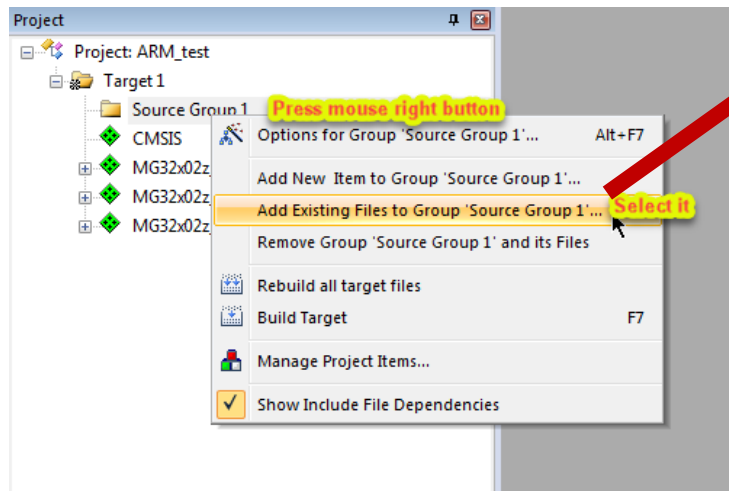 Project
Project: ARM_test
Target 1
Source Group 1
Press mouse right button
CMSIS
Options for Group 'Source Group 1'... Alt+F7
MG32x02z
Add New Item to Group 'Source Group 1'...
MG32x02z
Add Existing Files to Group 'Source Group 1'... Select it
MG32x02z
Remove Group 'Source Group 1' and its Files
Rebuild all target files
Build Target F7
Manage Project Items...
Show Include File Dependencies